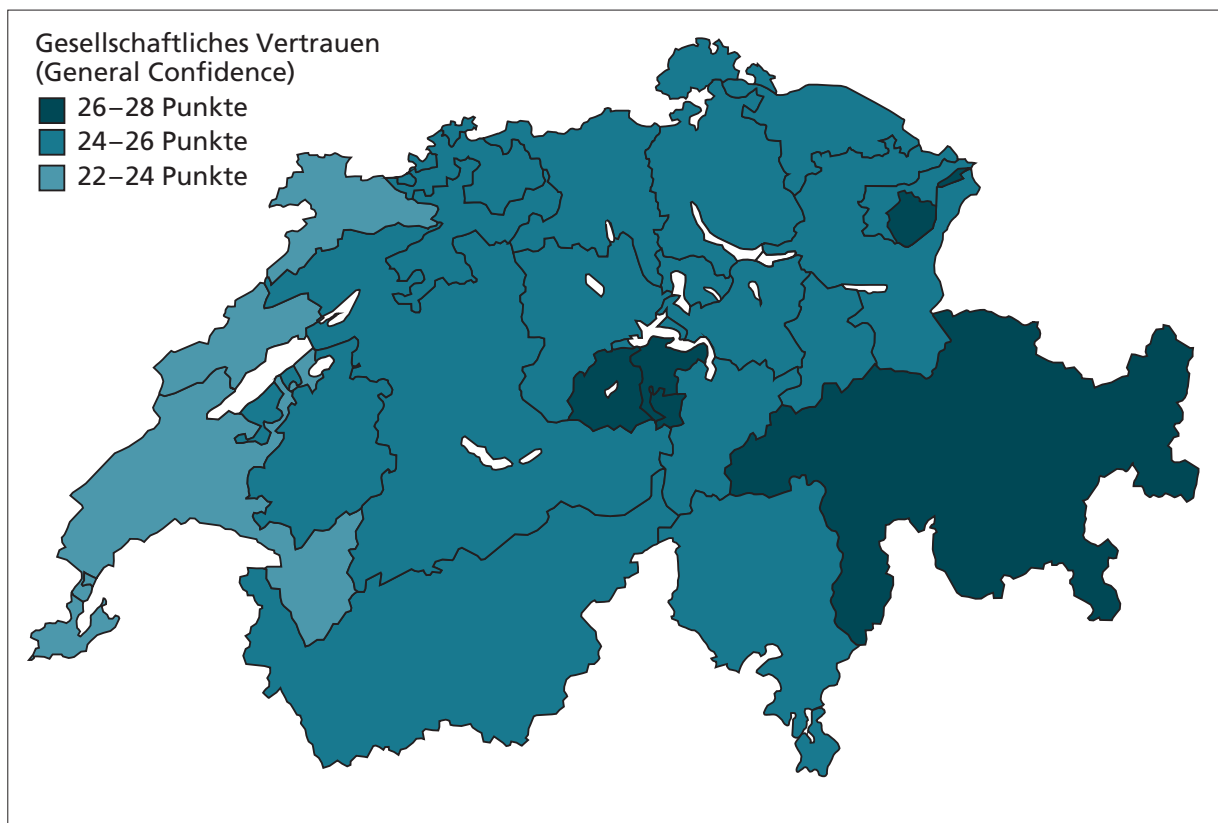 Gesellschaftliches Vertrauen
(General Confidence)
26–28 Punkte
24–26 Punkte
22–24 Punkte